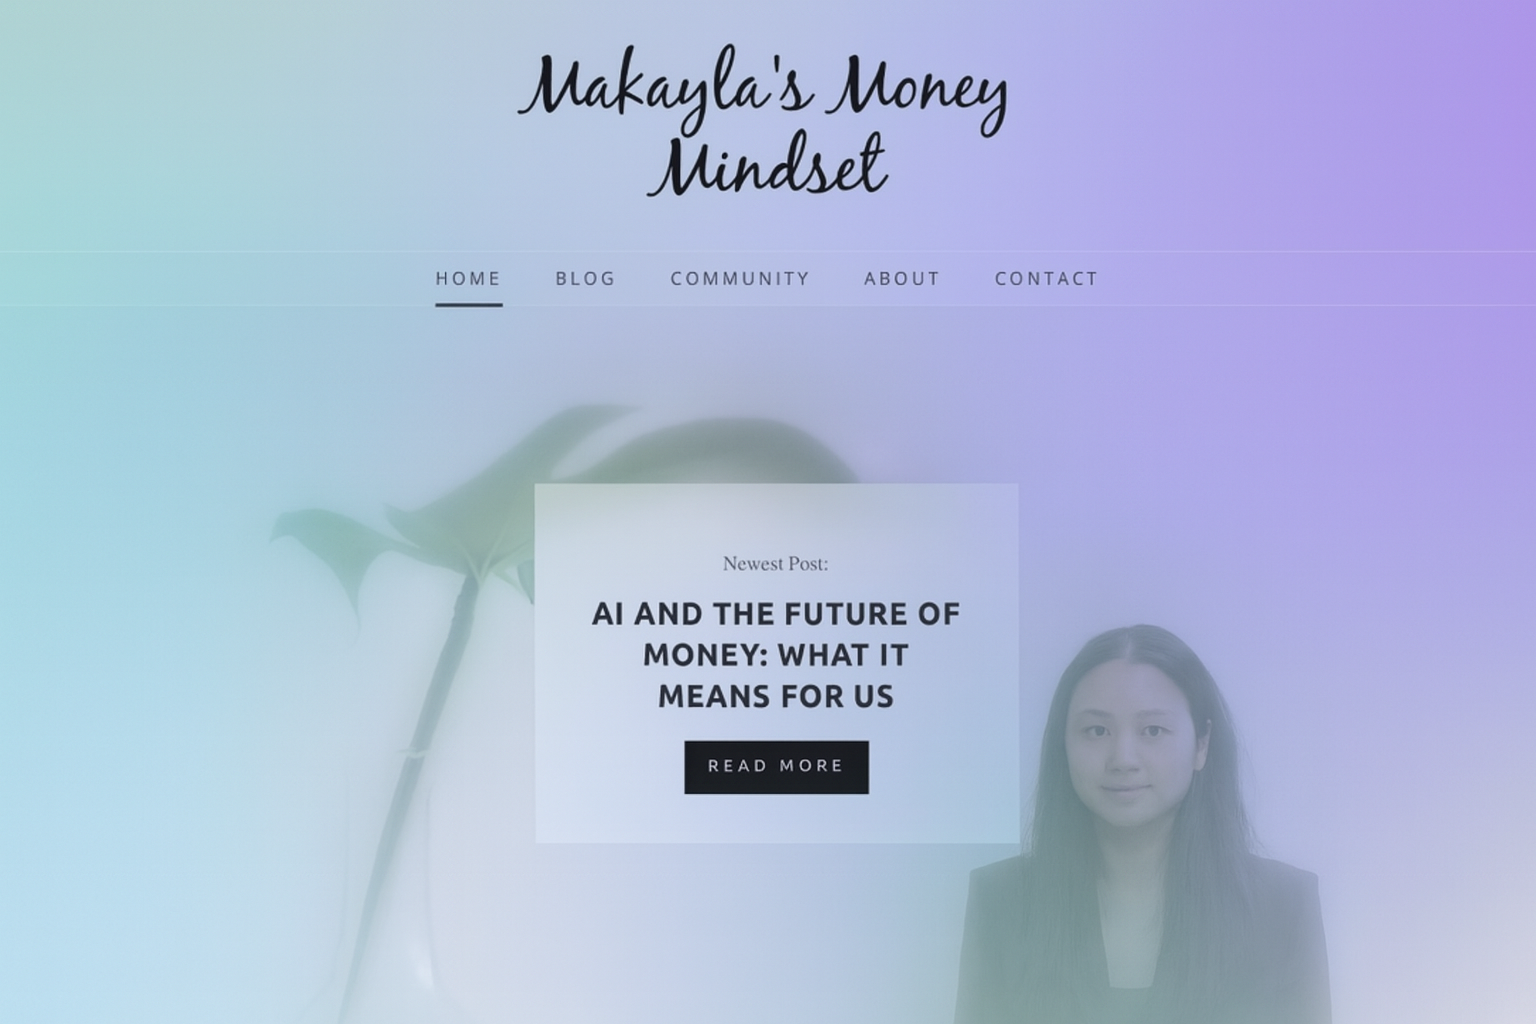 Makayla's Money
Mindset
HOME BLOG COMMUNITY ABOUT CONTACT
Newest Post:
AI AND THE FUTURE OF
MONEY: WHAT IT
MEANS FOR US
READ MORE